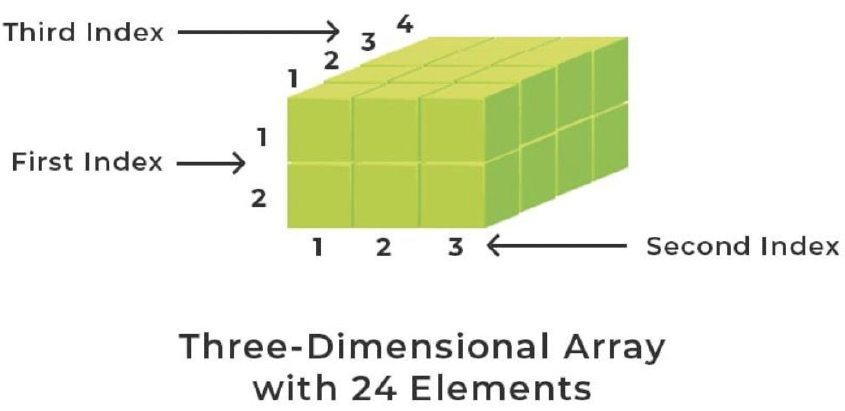 Third Index
1 2 3 4
1
First Index
2
1 2 3
Second Index
Three-Dimensional Array
with 24 Elements